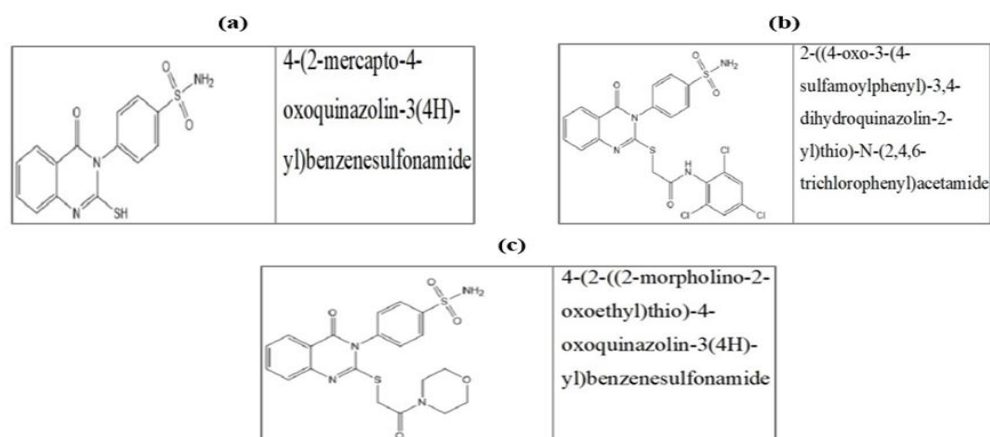 (a)
4-(2-mercapto-4-
oxoquinazolin-3(4H)-
yl)benzenesulfonamide
O
O
S
NH₂
O
N
N
SH
(b)
2-((4-oxo-3-(4-
sulfamoylphenyl)-3,4-
dihydroquinazolin-2-
yl)thio)-N-(2,4,6-
trichlorophenyl)acetamide
O
S
NH₂
O
O
N
N
S
Cl
H
N
O
Cl
Cl
(c)
4-(2-((2-morpholino-2-
oxoethyl)thio)-4-
oxoquinazolin-3(4H)-
yl)benzenesulfonamide
O
S
NH₂
O
O
N
N
S
O
N
O